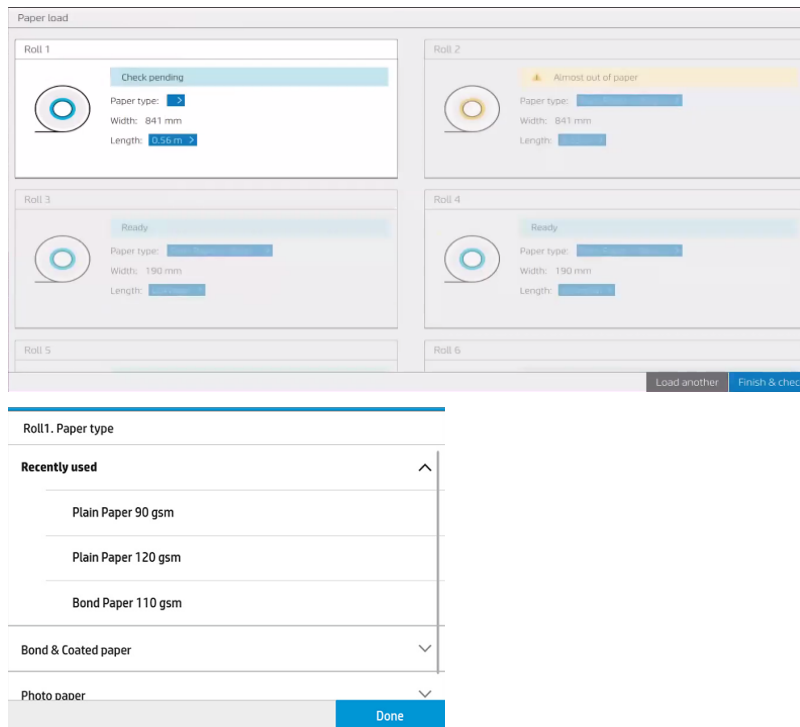 Paper load
Roll 1
Check pending
Paper type:
Width: 841 mm
Length: 0.56 m
Roll 2
Almost out of paper
Paper type:
Width: 841 mm
Length:
Roll 3
Ready
Paper type:
Width: 190 mm
Length:
Roll 4
Ready
Paper type:
Width: 190 mm
Length:
Roll 5
Roll 6
Load another
Finish & chec
Roll1. Paper type
Recently used
Plain Paper 90 gsm
Plain Paper 120 gsm
Bond Paper 110 gsm
Bond & Coated paper
Photo paper
Done